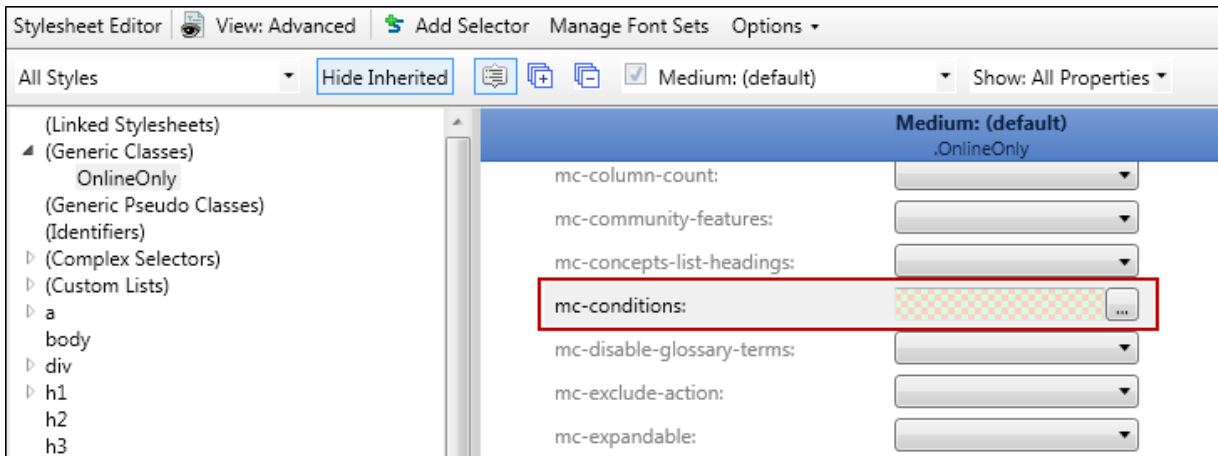 Stylesheet Editor View: Advanced Add Selector Manage Font Sets Options
All Styles Hide Inherited Medium: (default) Show: All Properties
(Linked Stylesheets)
(Generic Classes)
OnlineOnly
(Generic Pseudo Classes)
(Identifiers)
(Complex Selectors)
(Custom Lists)
a
body
div
h1
h2
h3
Medium: (default)
.OnlineOnly
mc-column-count:
mc-community-features:
mc-concepts-list-headings:
mc-conditions: ...
mc-disable-glossary-terms:
mc-exclude-action:
mc-expandable: